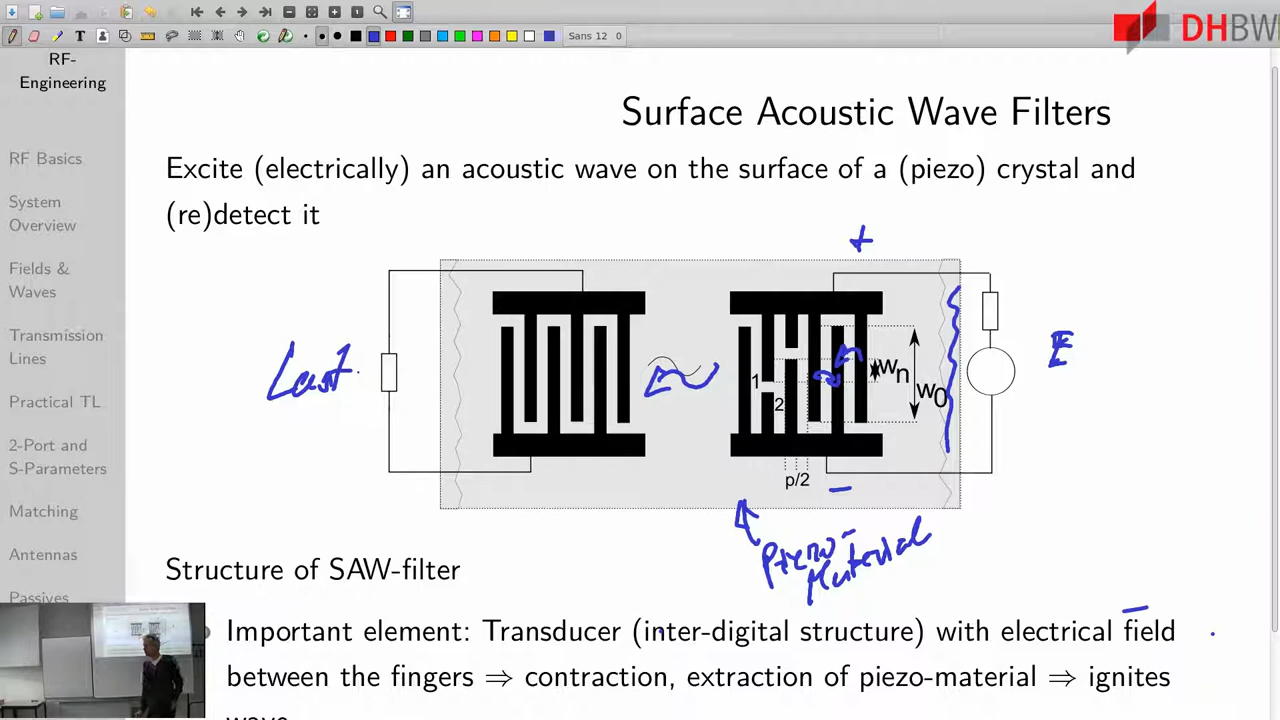 Sans 12 0
DHBW
RF-
Engineering
RF Basics
System
Overview
Fields &
Waves
Transmission
Lines
Practical TL
2-Port and
S-Parameters
Matching
Antennas
Passives
Surface Acoustic Wave Filters
Excite (electrically) an acoustic wave on the surface of a (piezo) crystal and
(re)detect it
+
Last
E
1
2
wn
w0
p/2
−
Piezo-
Material
Structure of SAW-filter
Important element: Transducer (inter-digital structure) with electrical field
between the fingers ⇒ contraction, extraction of piezo-material ⇒ ignites
wave